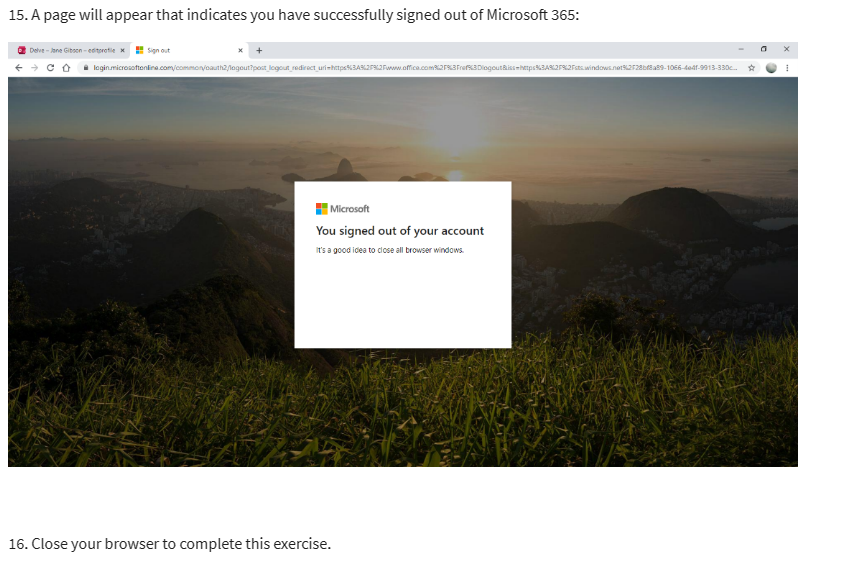 15. A page will appear that indicates you have successfully signed out of Microsoft 365:
Delve - Jane Gibson - editprofile
Sign out
login.microsoftonline.com/common/oauth2/logout?post_logout_redirect_uri=https%3A%2F%2Fwww.office.com%2F%3Fref%3Dlogout&iss=https%3A%2F%2Fsts.windows.net%2F28bf8a89-1066-4e4f-9913-330c...
Microsoft
You signed out of your account
It's a good idea to close all browser windows.
16. Close your browser to complete this exercise.